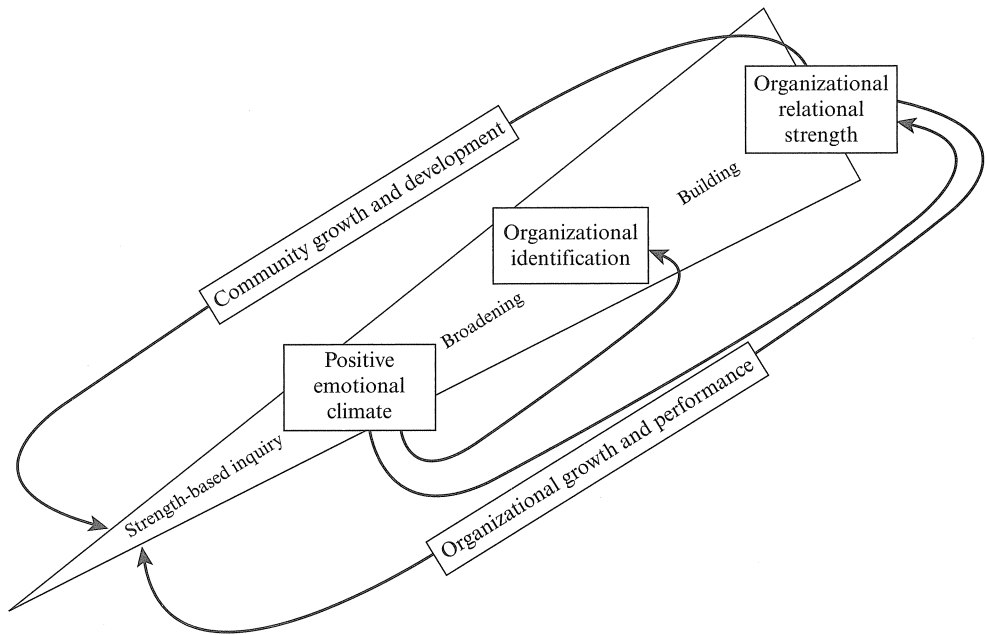 Organizational
relational
strength
Community growth and development
Building
Organizational
identification
Broadening
Positive
emotional
climate
Organizational growth and performance
Strength-based inquiry